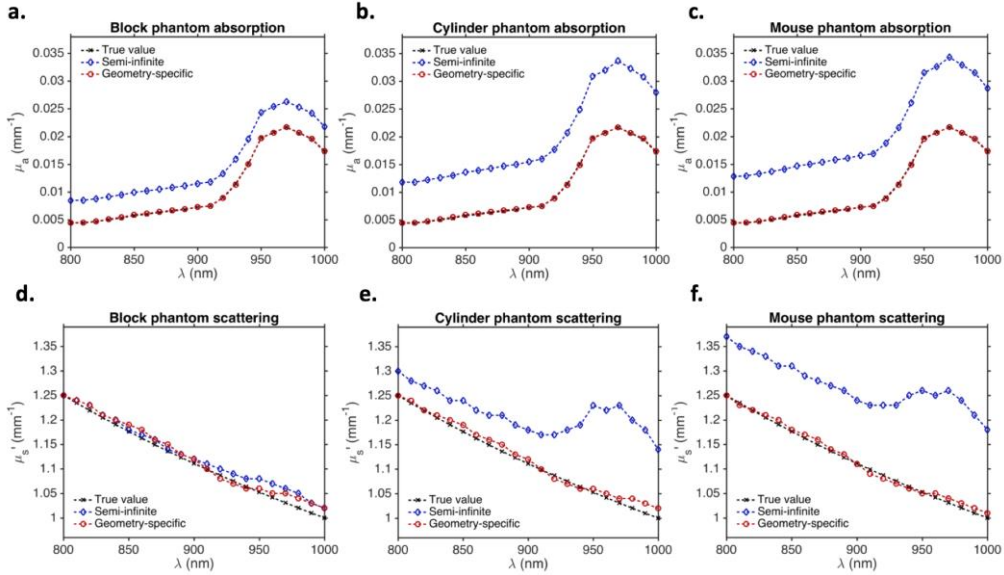 a.
Block phantom absorption
True value
Semi-infinite
Geometry-specific
0.035
0.03
0.025
0.02
0.015
0.01
0.005
0
μa (mm-1)
800
850
900
950
1000
λ (nm)
b.
Cylinder phantom absorption
True value
Semi-infinite
Geometry-specific
0.035
0.03
0.025
0.02
0.015
0.01
0.005
0
μa (mm-1)
800
850
900
950
1000
λ (nm)
c.
Mouse phantom absorption
True value
Semi-infinite
Geometry-specific
0.035
0.03
0.025
0.02
0.015
0.01
0.005
0
μa (mm-1)
800
850
900
950
1000
λ (nm)
d.
Block phantom scattering
1.35
1.3
1.25
1.2
1.15
1.1
1.05
1
μs' (mm-1)
True value
Semi-infinite
Geometry-specific
800
850
900
950
1000
λ (nm)
e.
Cylinder phantom scattering
1.35
1.3
1.25
1.2
1.15
1.1
1.05
1
μs' (mm-1)
True value
Semi-infinite
Geometry-specific
800
850
900
950
1000
λ (nm)
f.
Mouse phantom scattering
1.35
1.3
1.25
1.2
1.15
1.1
1.05
1
μs' (mm-1)
True value
Semi-infinite
Geometry-specific
800
850
900
950
1000
λ (nm)